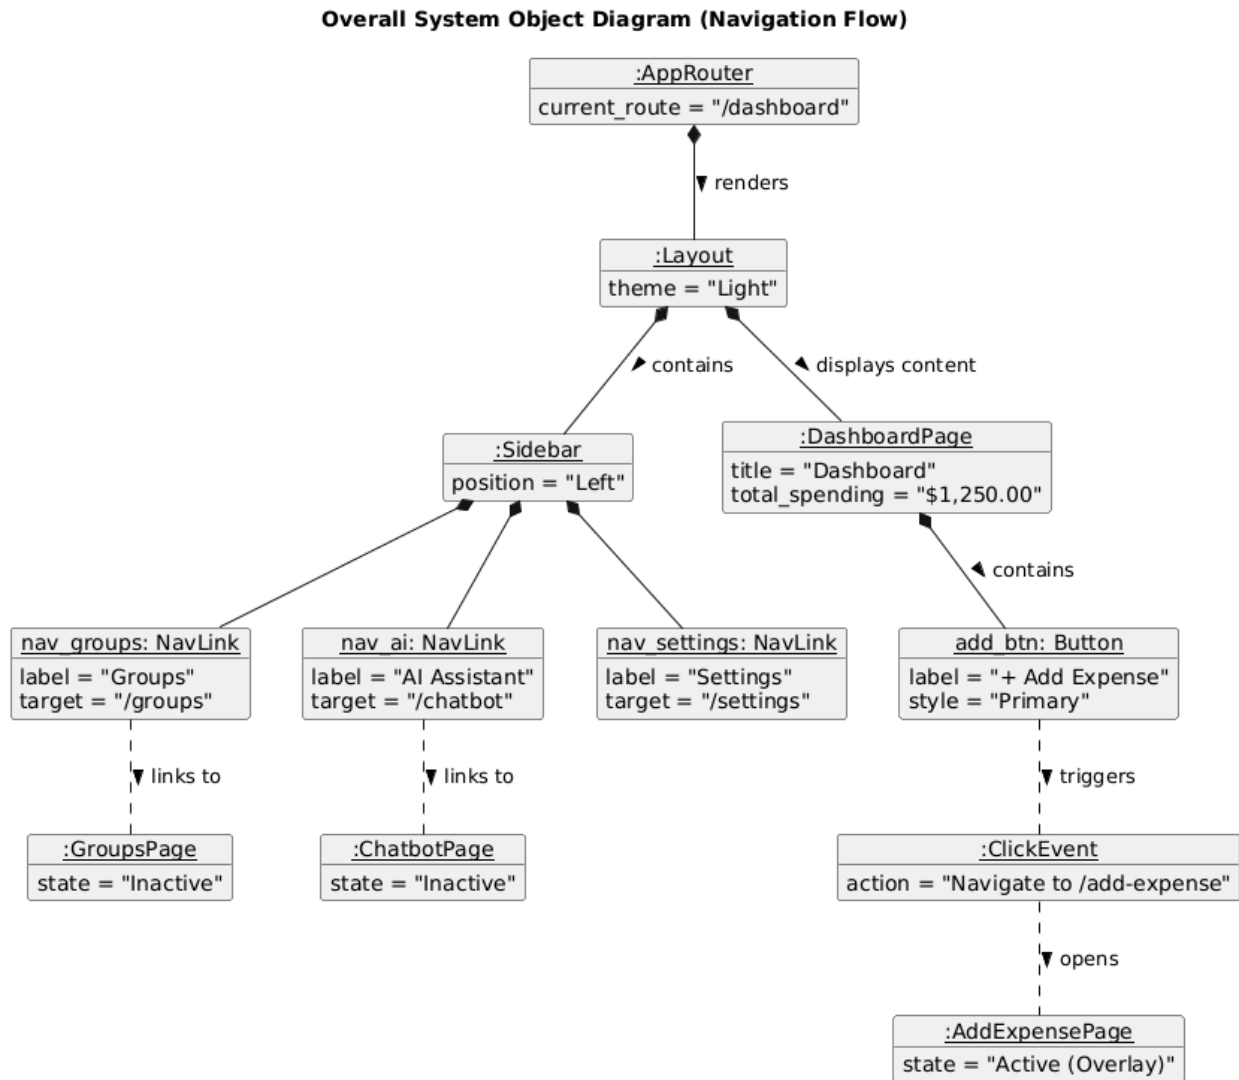 Overall System Object Diagram (Navigation Flow)
:AppRouter
current_route = "/dashboard"
renders
:Layout
theme = "Light"
contains
displays content
:Sidebar
position = "Left"
:DashboardPage
title = "Dashboard"
total_spending = "$1,250.00"
contains
nav_groups: NavLink
label = "Groups"
target = "/groups"
nav_ai: NavLink
label = "AI Assistant"
target = "/chatbot"
nav_settings: NavLink
label = "Settings"
target = "/settings"
add_btn: Button
label = "+ Add Expense"
style = "Primary"
links to
links to
triggers
:GroupsPage
state = "Inactive"
:ChatbotPage
state = "Inactive"
:ClickEvent
action = "Navigate to /add-expense"
opens
:AddExpensePage
state = "Active (Overlay)"